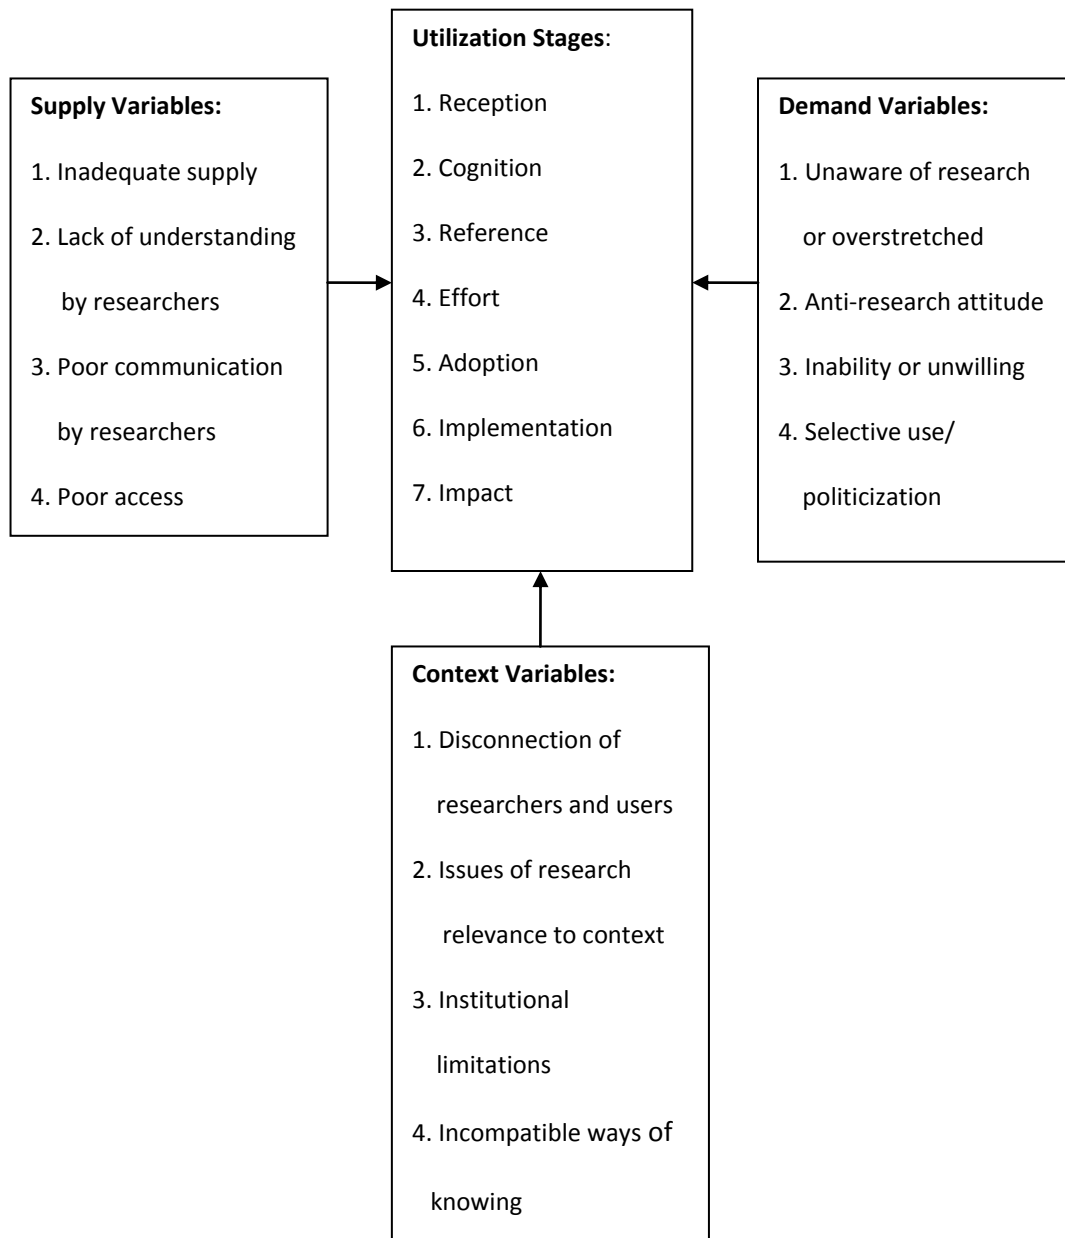 Utilization Stages:
1. Reception
2. Cognition
3. Reference
4. Effort
5. Adoption
6. Implementation
7. Impact
Supply Variables:
1. Inadequate supply
2. Lack of understanding
by researchers
3. Poor communication
by researchers
4. Poor access
Demand Variables:
1. Unaware of research
or overstretched
2. Anti-research attitude
3. Inability or unwilling
4. Selective use/
politicization
Context Variables:
1. Disconnection of
researchers and users
2. Issues of research
relevance to context
3. Institutional
limitations
4. Incompatible ways of
knowing